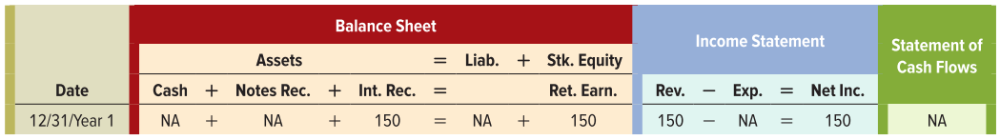 Balance Sheet
Income Statement
Statement of
Cash Flows
Assets = Liab. + Stk. Equity
Date Cash + Notes Rec. + Int. Rec. = Ret. Earn. Rev. − Exp. = Net Inc.
12/31/Year 1 NA + NA + 150 = NA + 150 150 − NA = 150 NA